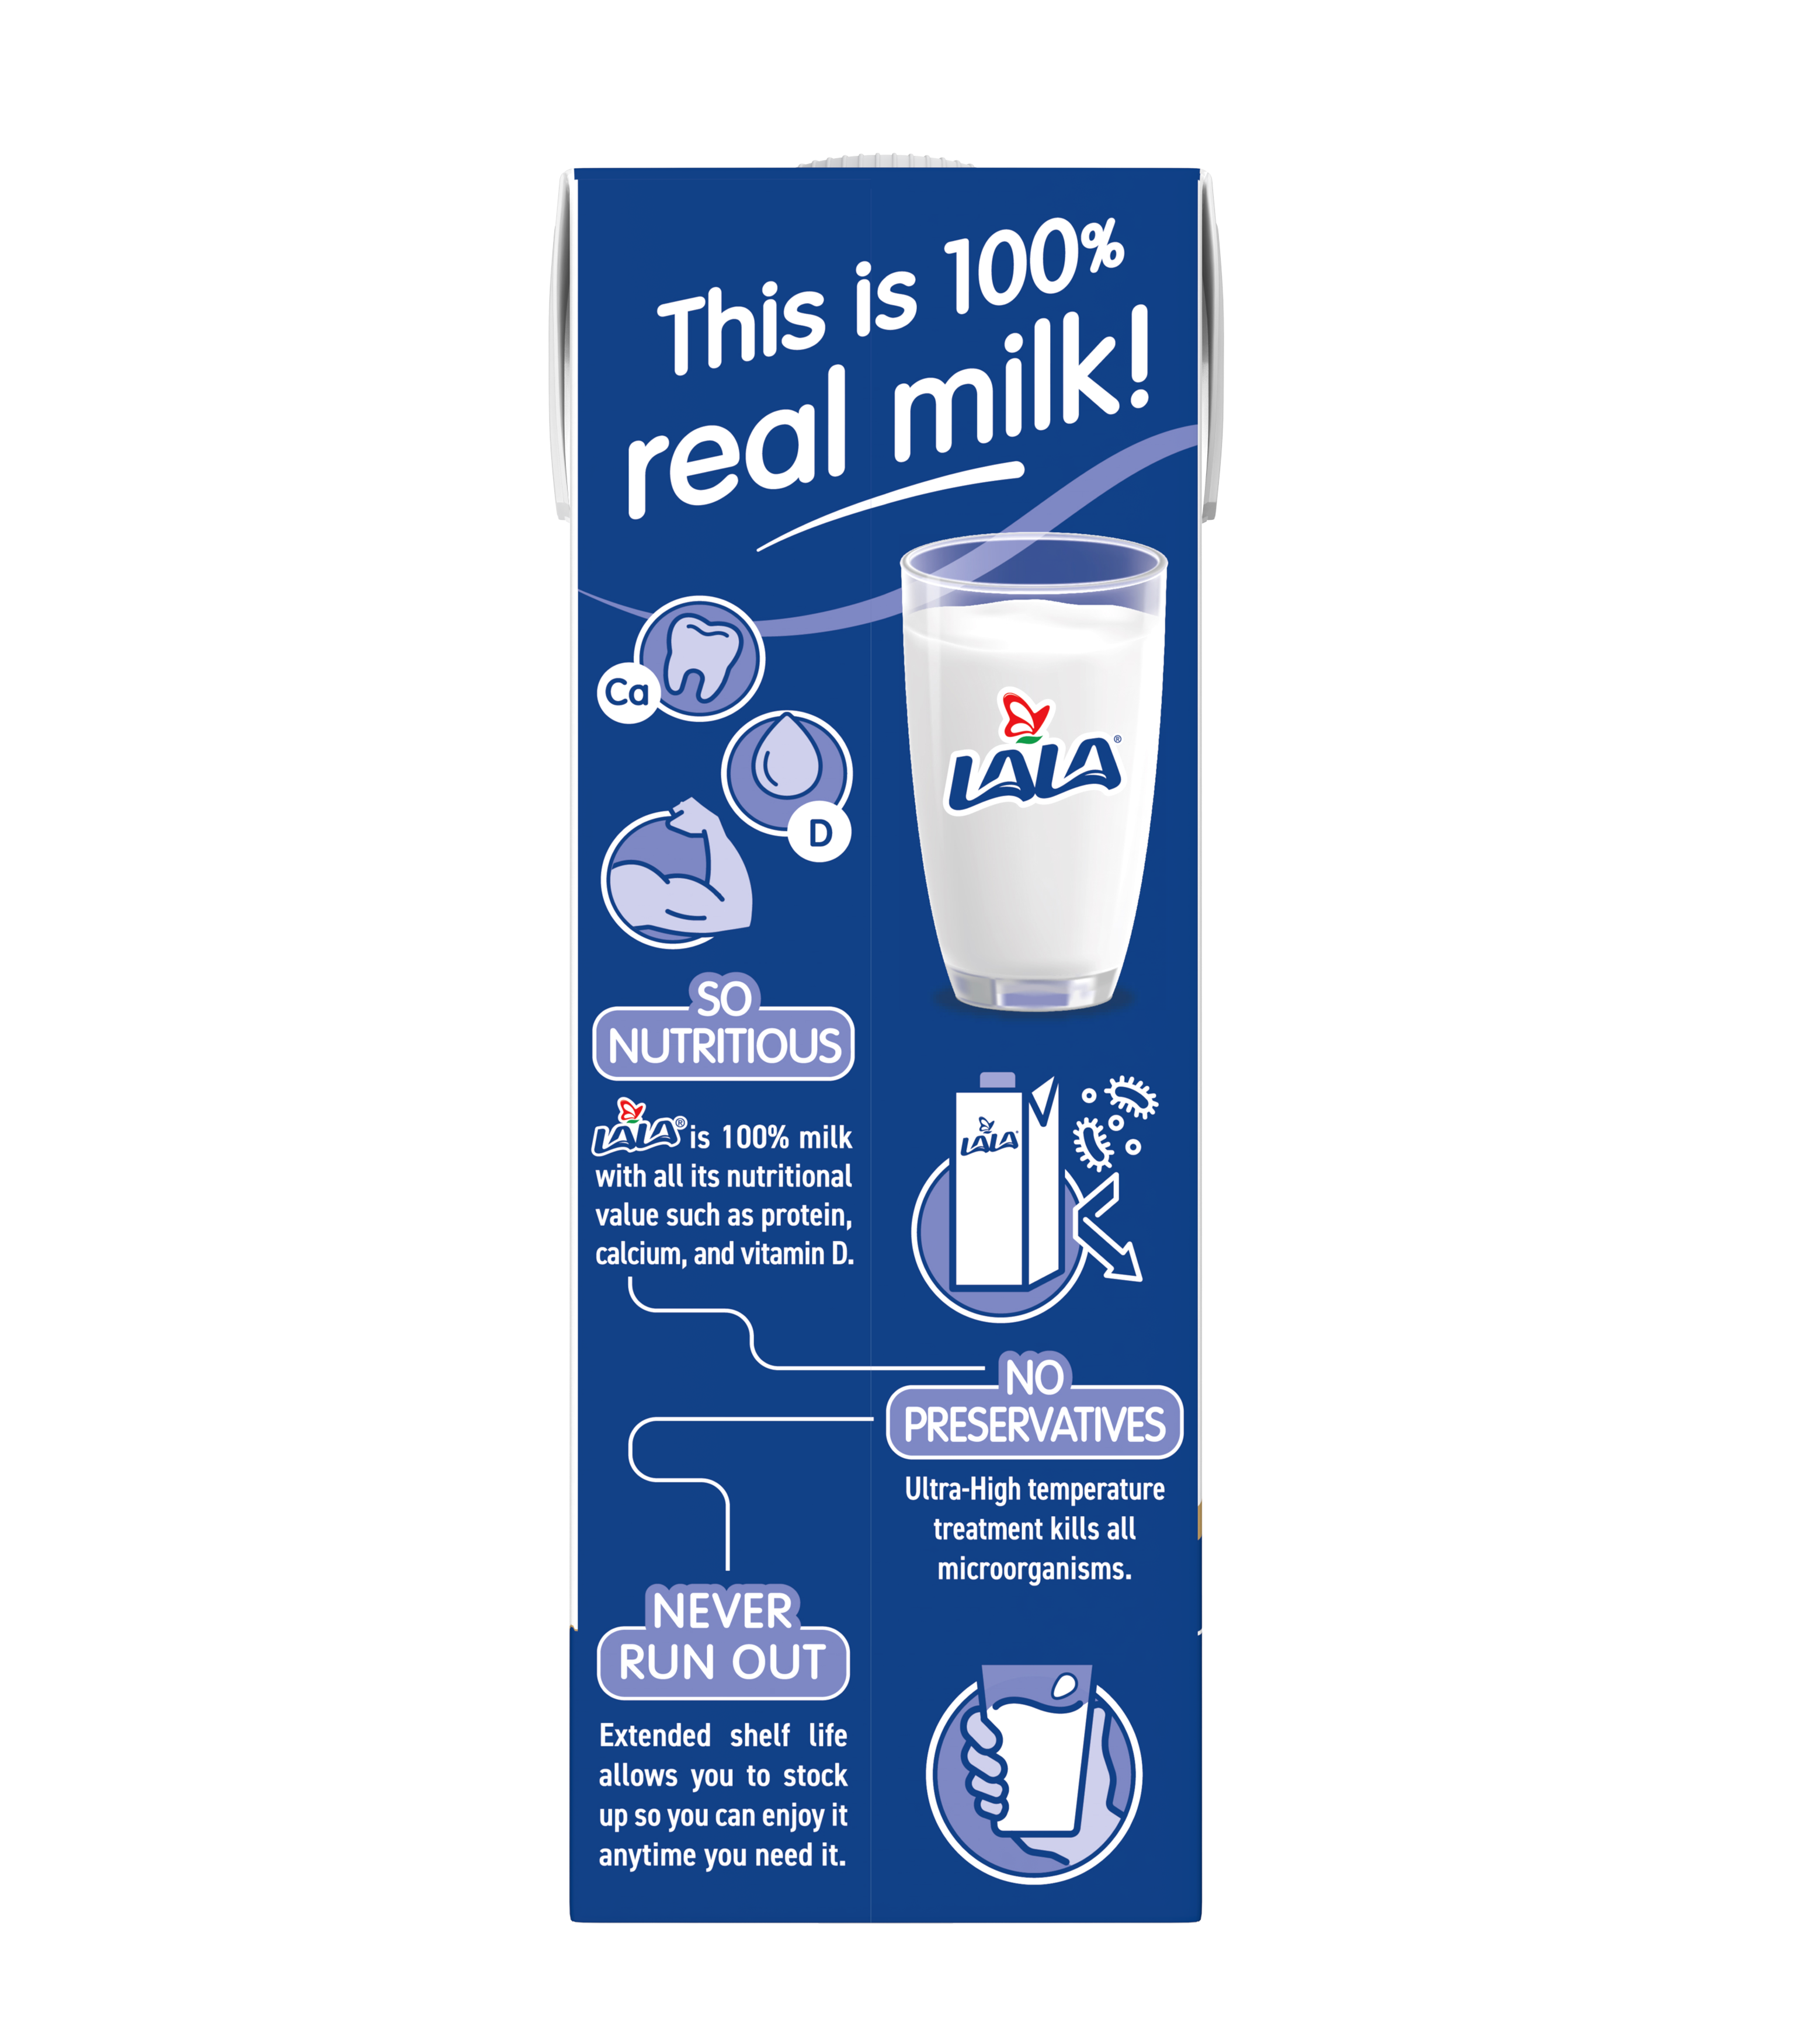 This is 100%
real milk!
Ca
D
LALA®
SO
NUTRITIOUS
LALA® is 100% milk
with all its nutritional
value such as protein,
calcium, and vitamin D.
LALA
NO
PRESERVATIVES
Ultra-High temperature
treatment kills all
microorganisms.
NEVER
RUN OUT
Extended shelf life
allows you to stock
up so you can enjoy it
anytime you need it.